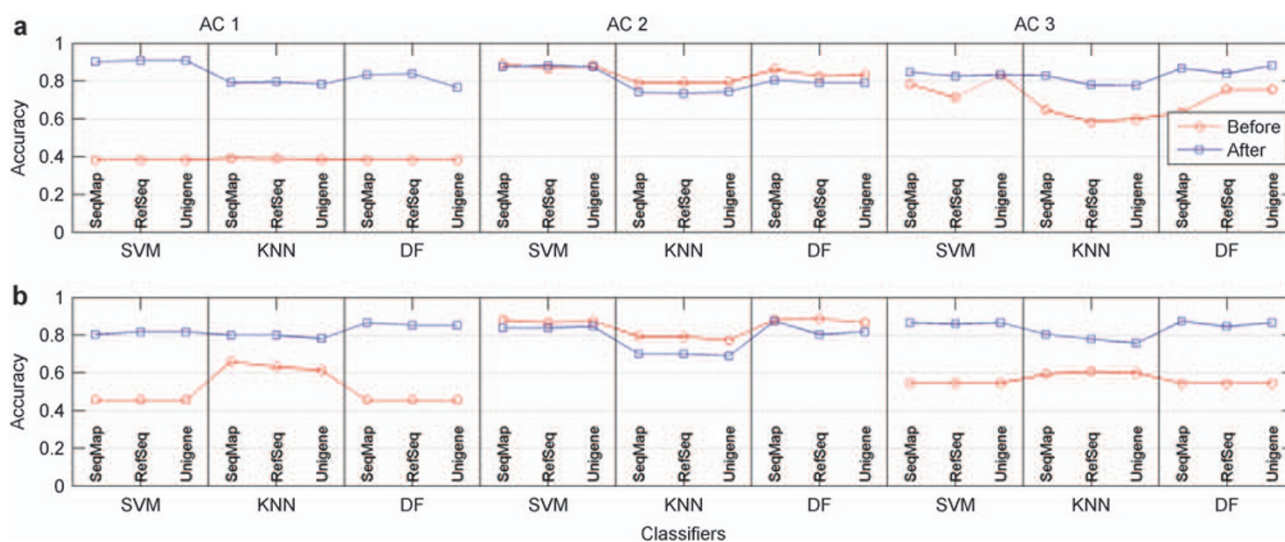 a
AC 1 AC 2 AC 3
1
0.8
0.6
0.4
0.2
0
Accuracy
SeqMap RefSeq Unigene SeqMap RefSeq Unigene SeqMap RefSeq Unigene SeqMap RefSeq Unigene SeqMap RefSeq Unigene SeqMap RefSeq Unigene SeqMap RefSeq Unigene SeqMap RefSeq Unigene SeqMap RefSeq Unigene
Before
After
SVM KNN DF SVM KNN DF SVM KNN DF
b
1
0.8
0.6
0.4
0.2
0
Accuracy
SeqMap RefSeq Unigene SeqMap RefSeq Unigene SeqMap RefSeq Unigene SeqMap RefSeq Unigene SeqMap RefSeq Unigene SeqMap RefSeq Unigene SeqMap RefSeq Unigene SeqMap RefSeq Unigene SeqMap RefSeq Unigene
SVM KNN DF SVM KNN DF SVM KNN DF
Classifiers